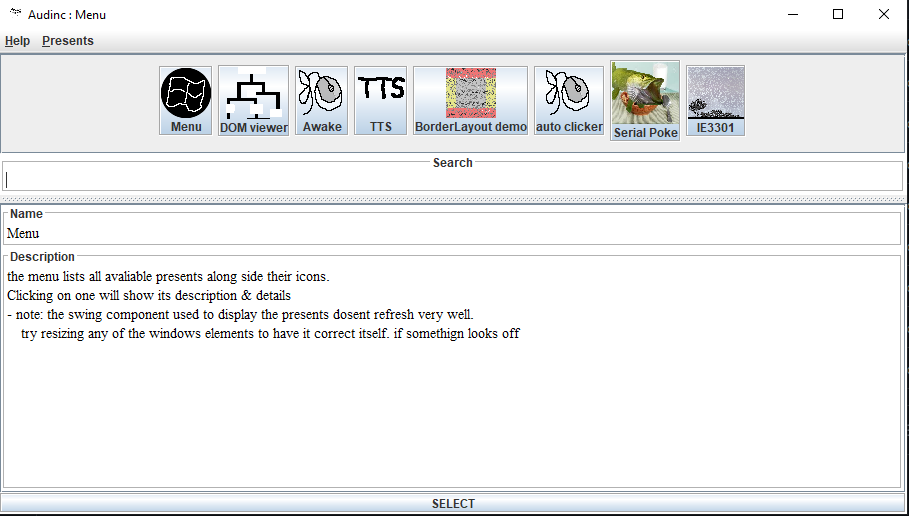 Audinc : Menu
Help Presents
TTS
Menu DOM viewer Awake TTS BorderLayout demo auto clicker Serial Poke IE3301
Search
Name
Menu
Description
the menu lists all avaliable presents along side their icons.
Clicking on one will show its description & details
- note: the swing component used to display the presents dosent refresh very well.
try resizing any of the windows elements to have it correct itself. if somethign looks off
SELECT